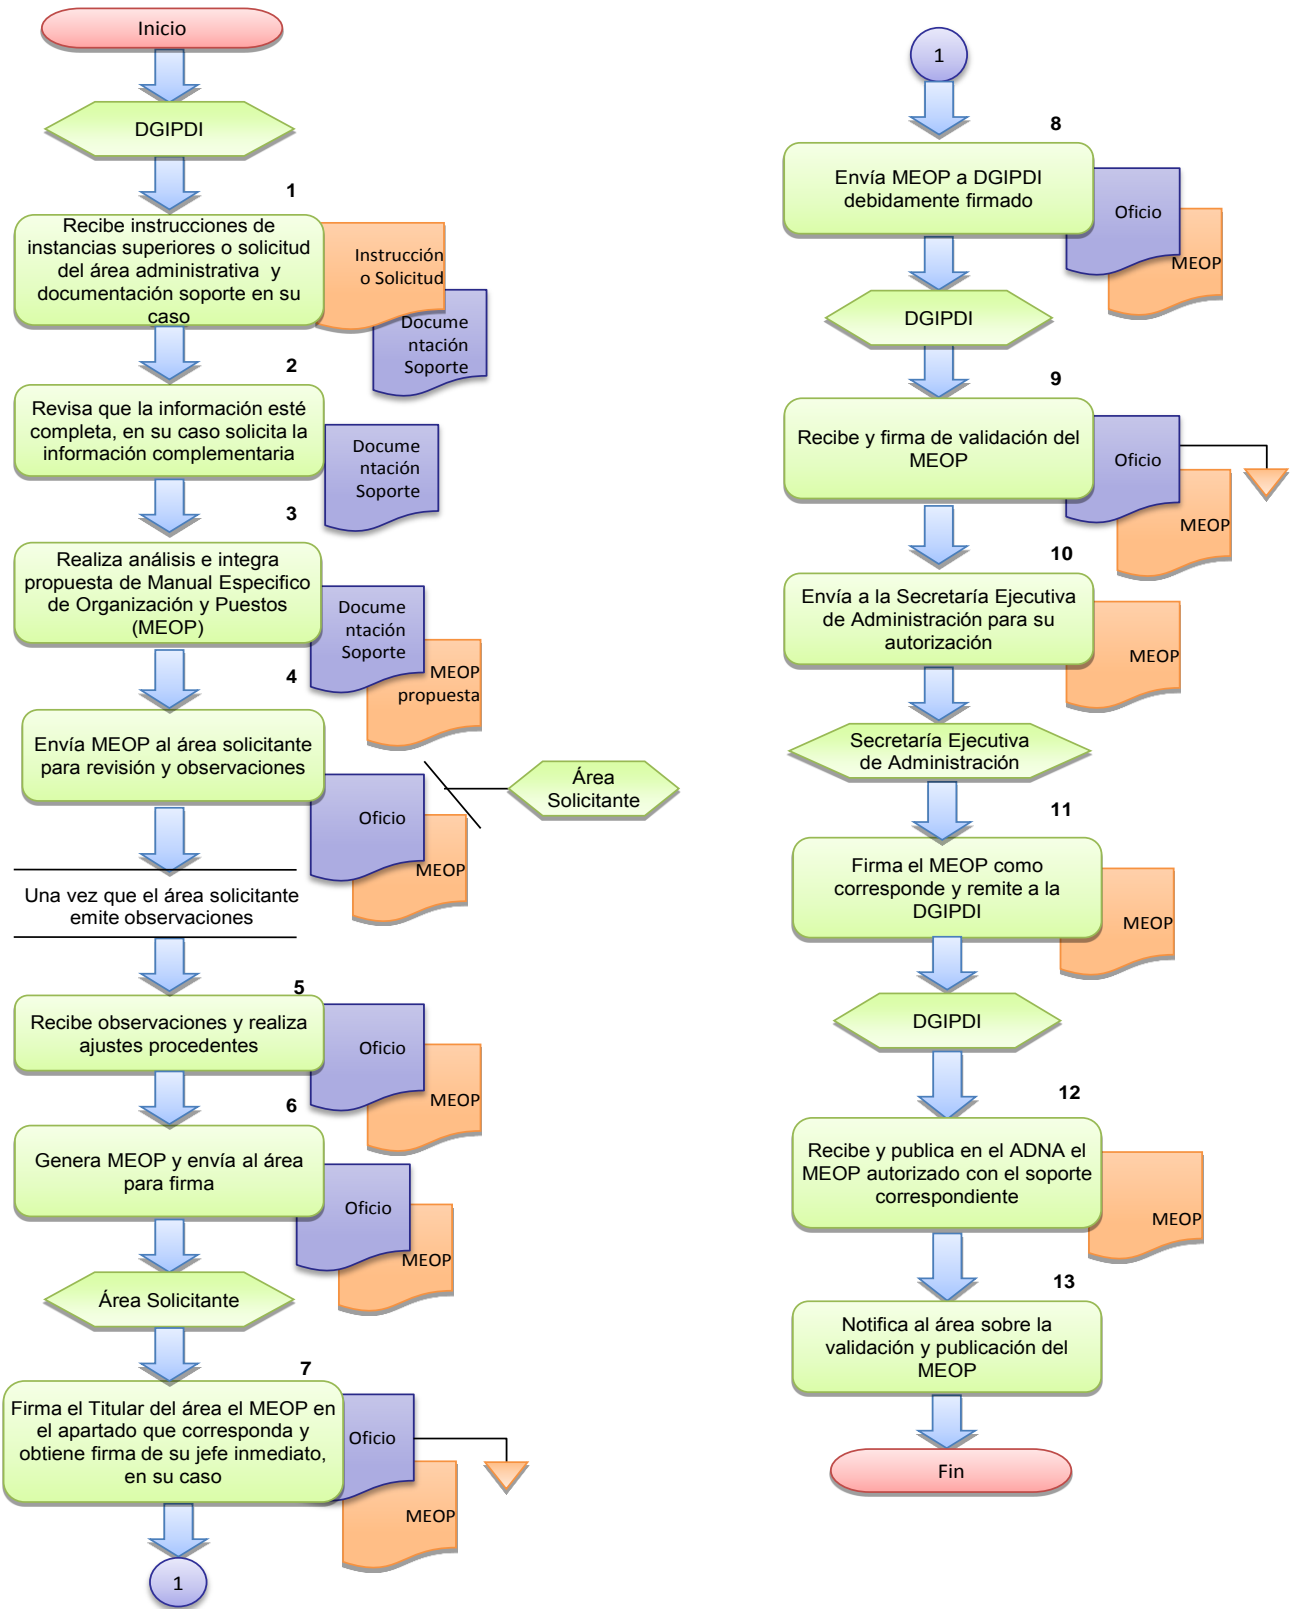 Inicio
DGIPDI
1
Recibe instrucciones de
instancias superiores o solicitud
del área administrativa y
documentación soporte en su
caso
Instrucción
o Solicitud
Docume
ntación
Soporte
2
Revisa que la información esté
completa, en su caso solicita la
información complementaria
Docume
ntación
Soporte
3
Realiza análisis e integra
propuesta de Manual Especifico
de Organización y Puestos
(MEOP)
Docume
ntación
Soporte
MEOP
propuesta
4
Envía MEOP al área solicitante
para revisión y observaciones
Oficio
MEOP
Área
Solicitante
Una vez que el área solicitante
emite observaciones
5
Recibe observaciones y realiza
ajustes procedentes
Oficio
MEOP
6
Genera MEOP y envía al área
para firma
Oficio
MEOP
Área Solicitante
7
Firma el Titular del área el MEOP en
el apartado que corresponda y
obtiene firma de su jefe inmediato,
en su caso
Oficio
MEOP
1
1
8
Envía MEOP a DGIPDI
debidamente firmado
Oficio
MEOP
DGIPDI
9
Recibe y firma de validación del
MEOP
Oficio
MEOP
10
Envía a la Secretaría Ejecutiva
de Administración para su
autorización
MEOP
Secretaría Ejecutiva
de Administración
11
Firma el MEOP como
corresponde y remite a la
DGIPDI
MEOP
DGIPDI
12
Recibe y publica en el ADNA el
MEOP autorizado con el soporte
correspondiente
MEOP
13
Notifica al área sobre la
validación y publicación del
MEOP
Fin